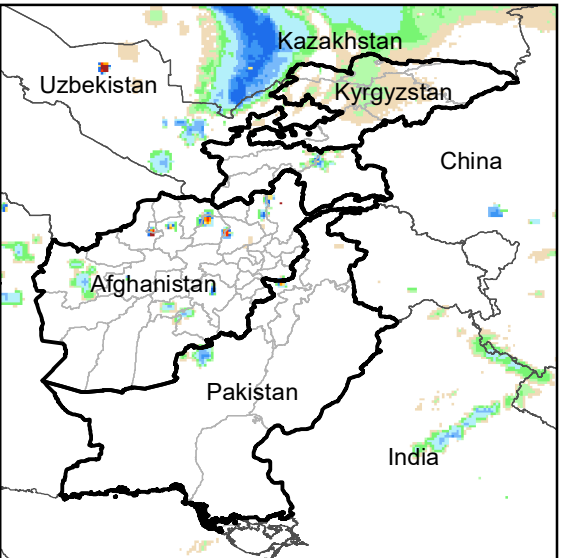 Kazakhstan
Uzbekistan
Kyrgyzstan
China
Afghanistan
Pakistan
India